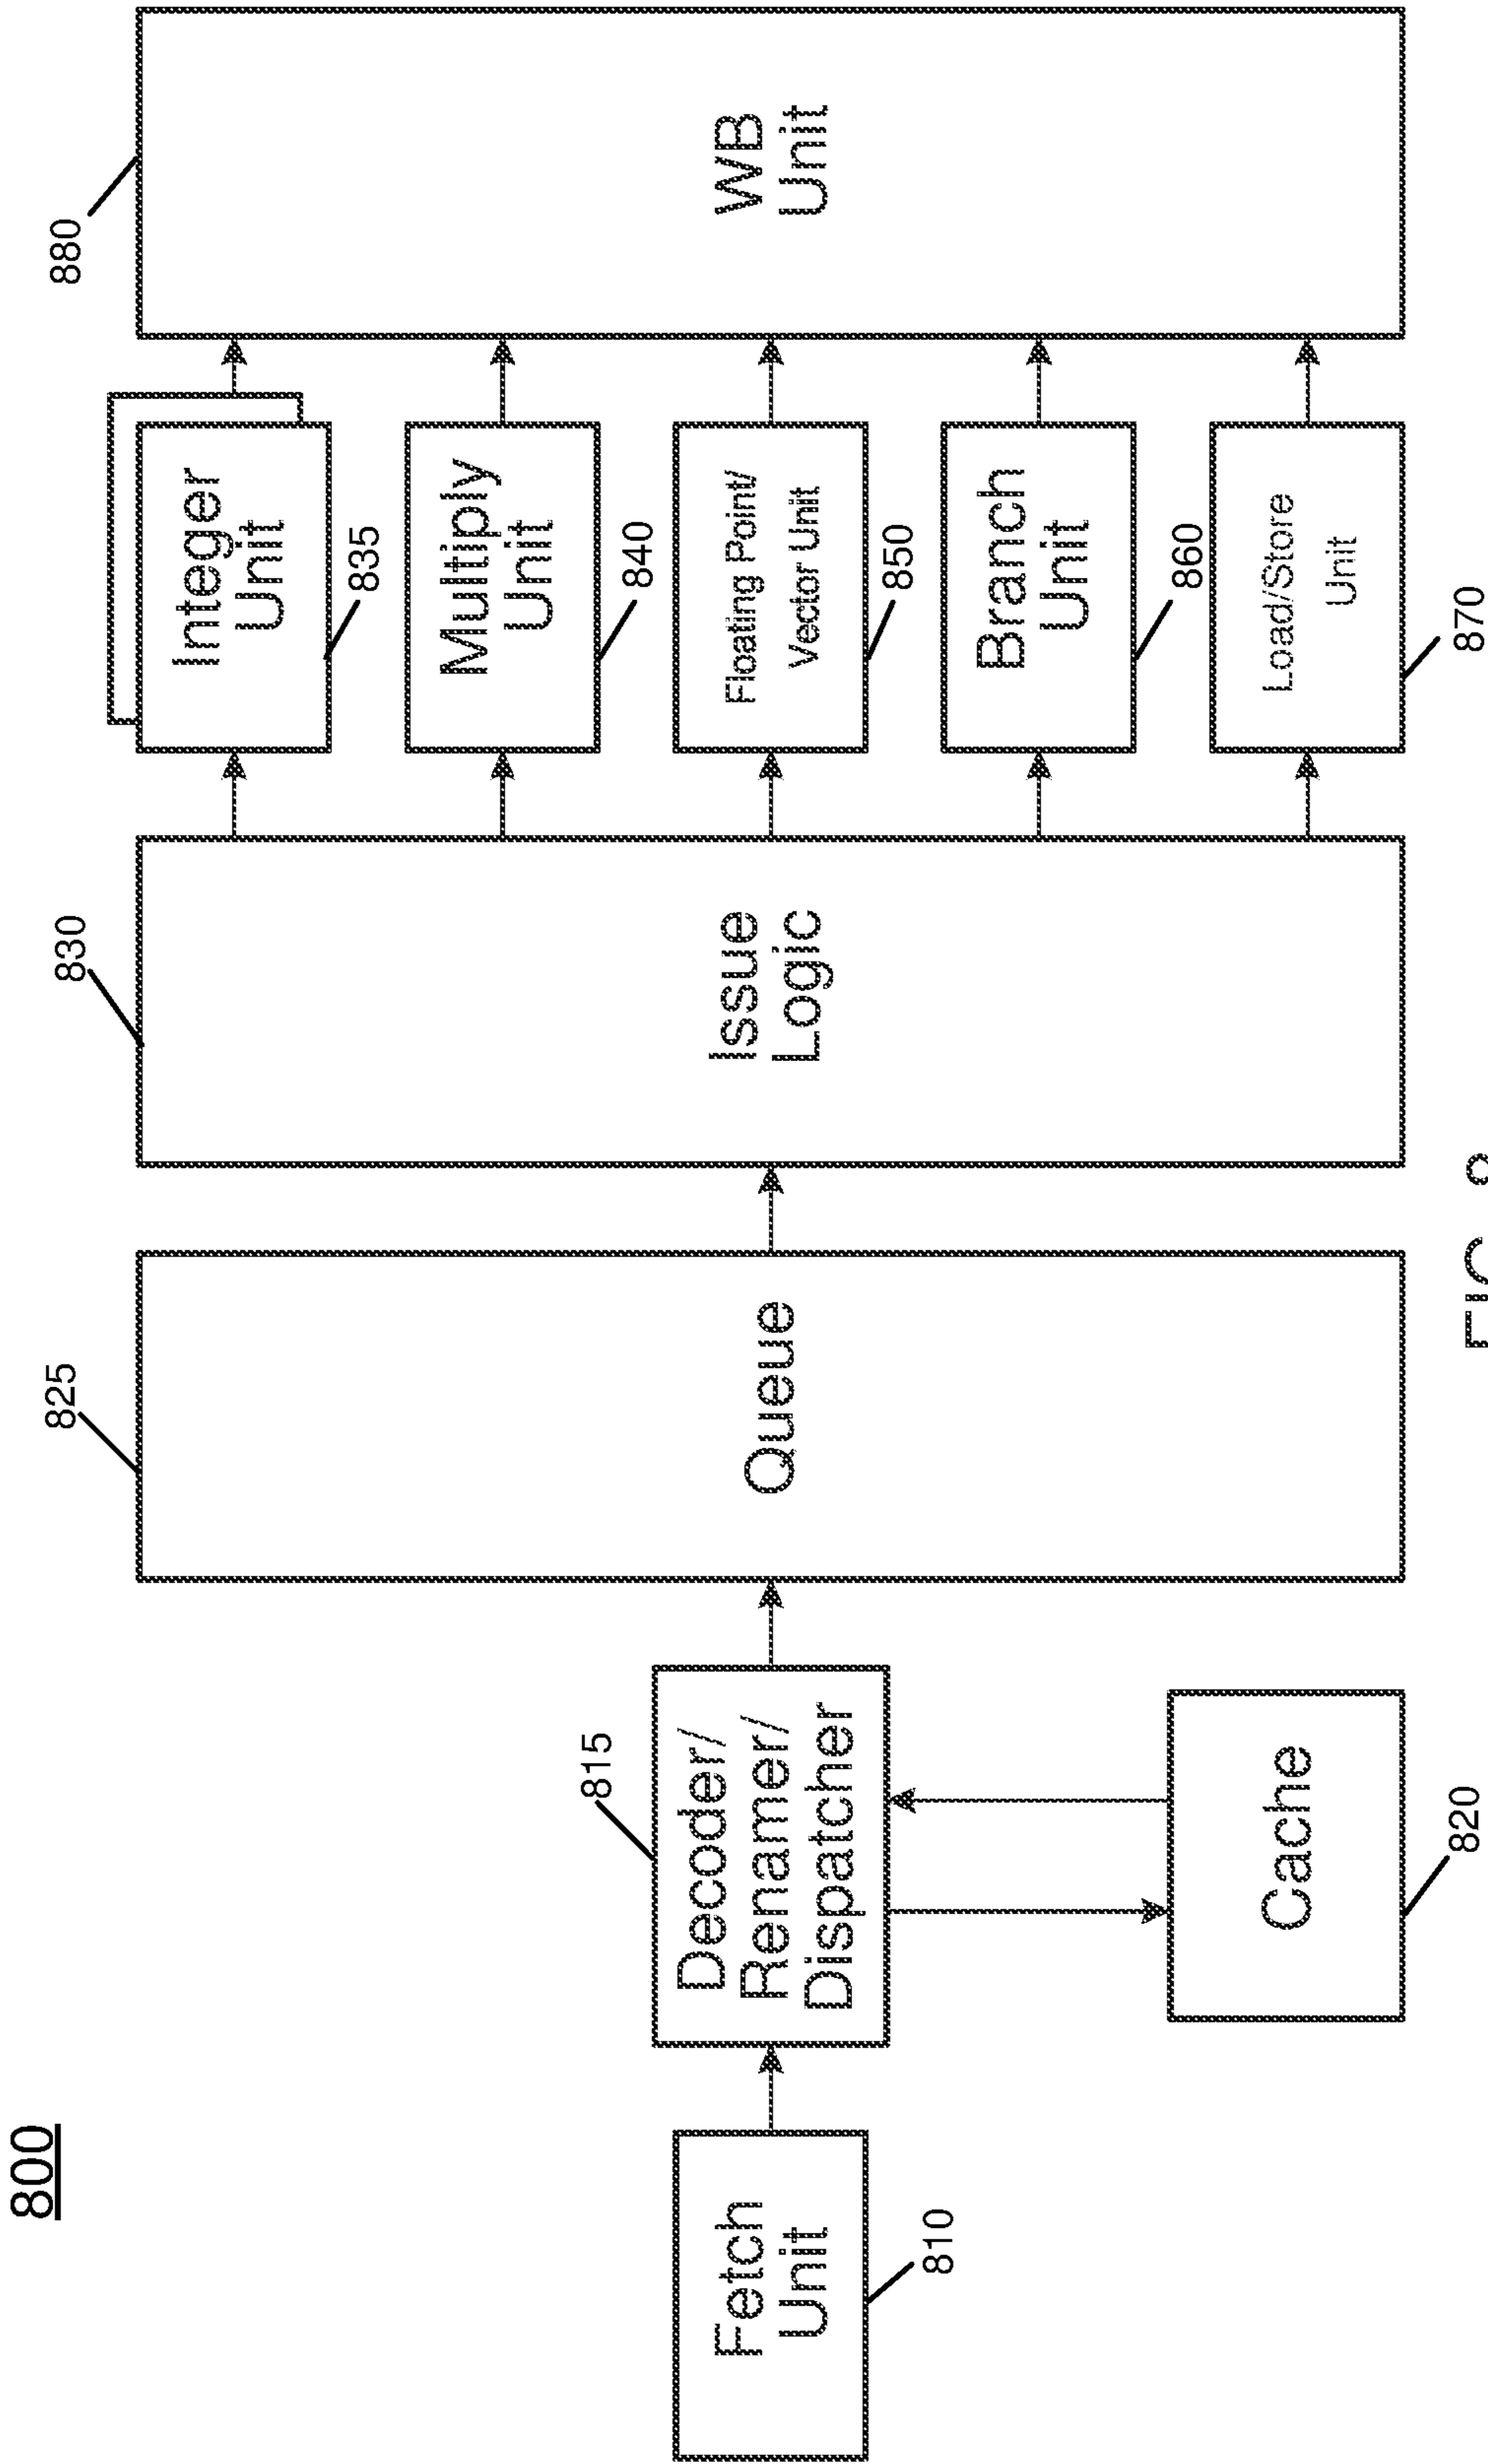 800
Fetch
Unit
810
Decoder/
Renamer/
Dispatcher
815
Cache
820
Queue
825
Issue
Logic
830
Integer
Unit
835
Multiply
Unit
840
Floating Point/
Vector Unit
850
Branch
Unit
860
Load/Store
Unit
870
WB
Unit
880